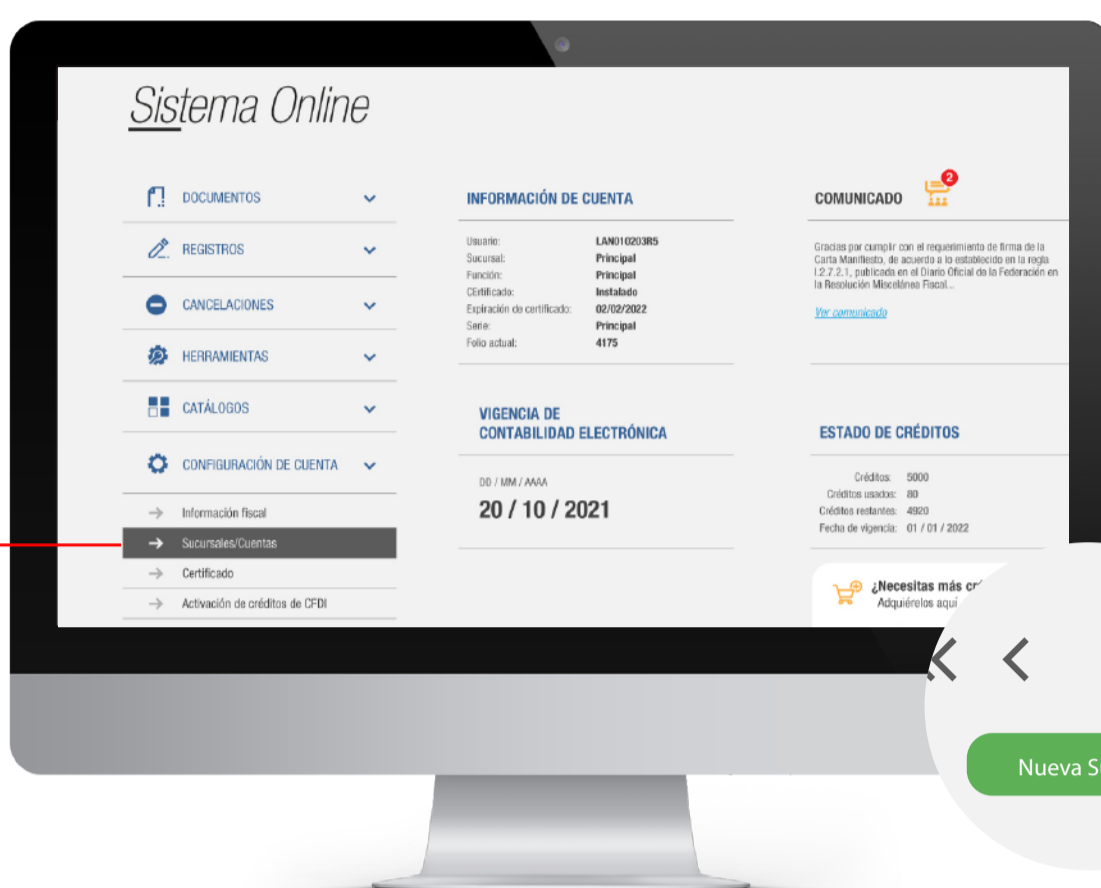 Sistema Online
DOCUMENTOS
REGISTROS
CANCELACIONES
HERRAMIENTAS
CATÁLOGOS
CONFIGURACIÓN DE CUENTA
Información fiscal
Sucursales/Cuentas
Certificado
Activación de créditos de CFDI
INFORMACIÓN DE CUENTA
Usuario: LAN010203R5
Sucursal: Principal
Función: Principal
CErtificado: Instalado
Expiración de certificado: 02/02/2022
Serie: Principal
Folio actual: 4175
VIGENCIA DE
CONTABILIDAD ELECTRÓNICA
DD / MM / AAAA
20 / 10 / 2021
COMUNICADO 2
Gracias por cumplir con el requerimiento de firma de la
Carta Manifiesto, de acuerdo a lo establecido en la regla
I.2.7.2.1, publicada en el Diario Oficial de la Federación en
la Resolución Miscelánea Fiscal...
Ver comunicado
ESTADO DE CRÉDITOS
Créditos: 5000
Créditos usados: 80
Créditos restantes: 4920
Fecha de vigencia: 01 / 01 / 2022
¿Necesitas más
Adquiérelos aquí
Nueva